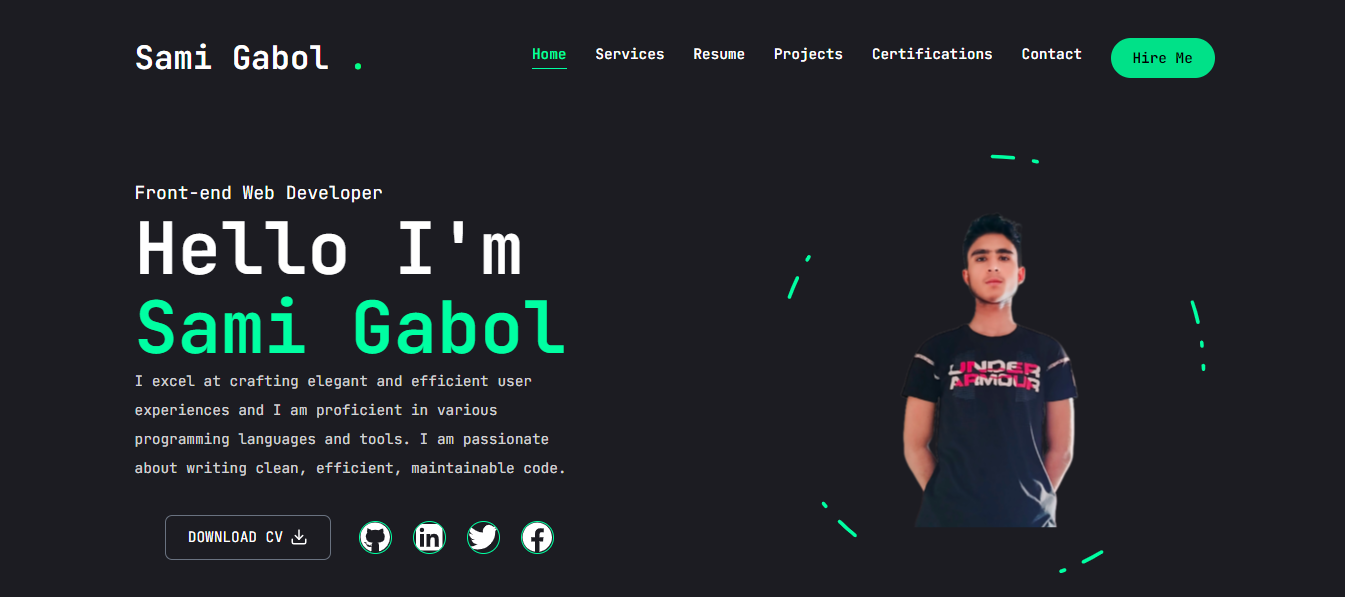 Sami Gabol .
Home Services Resume Projects Certifications Contact Hire Me
Front-end Web Developer
Hello I'm
Sami Gabol
I excel at crafting elegant and efficient user
experiences and I am proficient in various
programming languages and tools. I am passionate
about writing clean, efficient, maintainable code.
DOWNLOAD CV
in
UNDER
ARMOUR